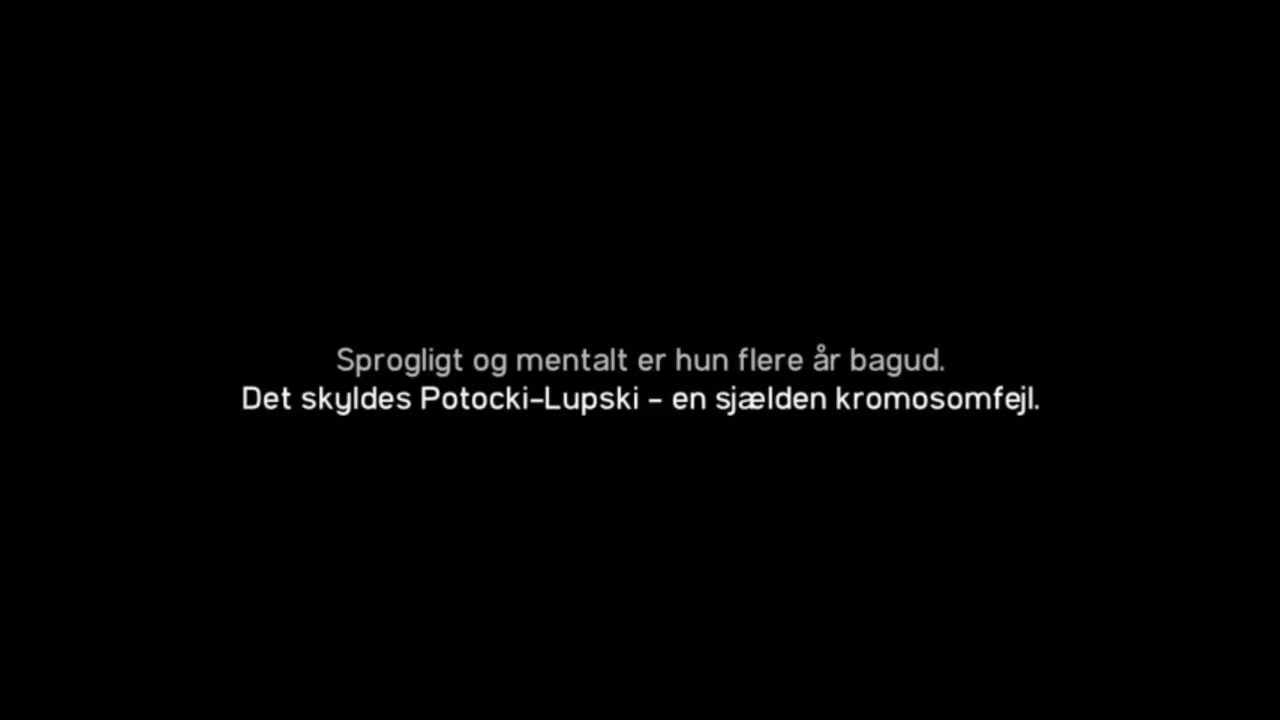 Sprogligt og mentalt er hun flere år bagud.
Det skyldes Potocki-Lupski - en sjælden kromosomfejl.